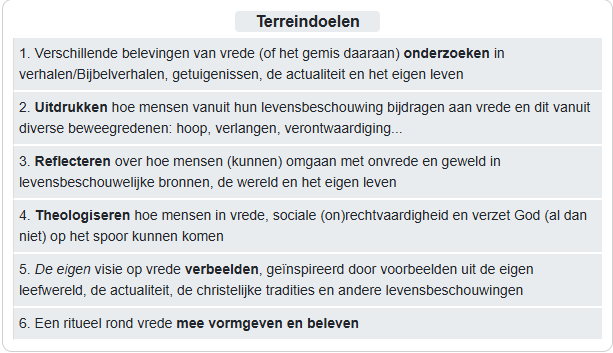 Terreindoelen
1. Verschillende belevingen van vrede (of het gemis daaraan) onderzoeken in
verhalen/Bijbelverhalen, getuigenissen, de actualiteit en het eigen leven
2. Uitdrukken hoe mensen vanuit hun levensbeschouwing bijdragen aan vrede en dit vanuit
diverse beweegredenen: hoop, verlangen, verontwaardiging...
3. Reflecteren over hoe mensen (kunnen) omgaan met onvrede en geweld in
levensbeschouwelijke bronnen, de wereld en het eigen leven
4. Theologiseren hoe mensen in vrede, sociale (on)rechtvaardigheid en verzet God (al dan
niet) op het spoor kunnen komen
5. De eigen visie op vrede verbeelden, geïnspireerd door voorbeelden uit de eigen
leefwereld, de actualiteit, de christelijke tradities en andere levensbeschouwingen
6. Een ritueel rond vrede mee vormgeven en beleven